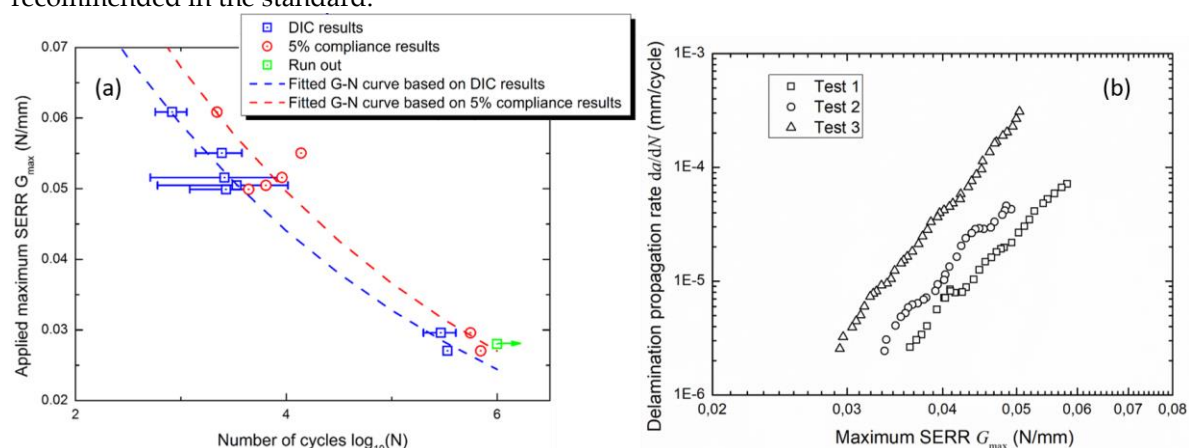 recommended in the standard.
DIC results
5% compliance results
Run out
Fitted G-N curve based on DIC results
Fitted G-N curve based on 5% compliance results
(a)
0.07
0.06
0.05
0.04
0.03
0.02
Applied maximum SERR G_max (N/mm)
2
4
6
Number of cycles log₁₀(N)
(b)
Test 1
Test 2
Test 3
1E-3
1E-4
1E-5
1E-6
Delamination propagation rate da/dN (mm/cycle)
0,02
0,03
0,04
0,05
0,06
0,07
0,08
Maximum SERR G_max (N/mm)